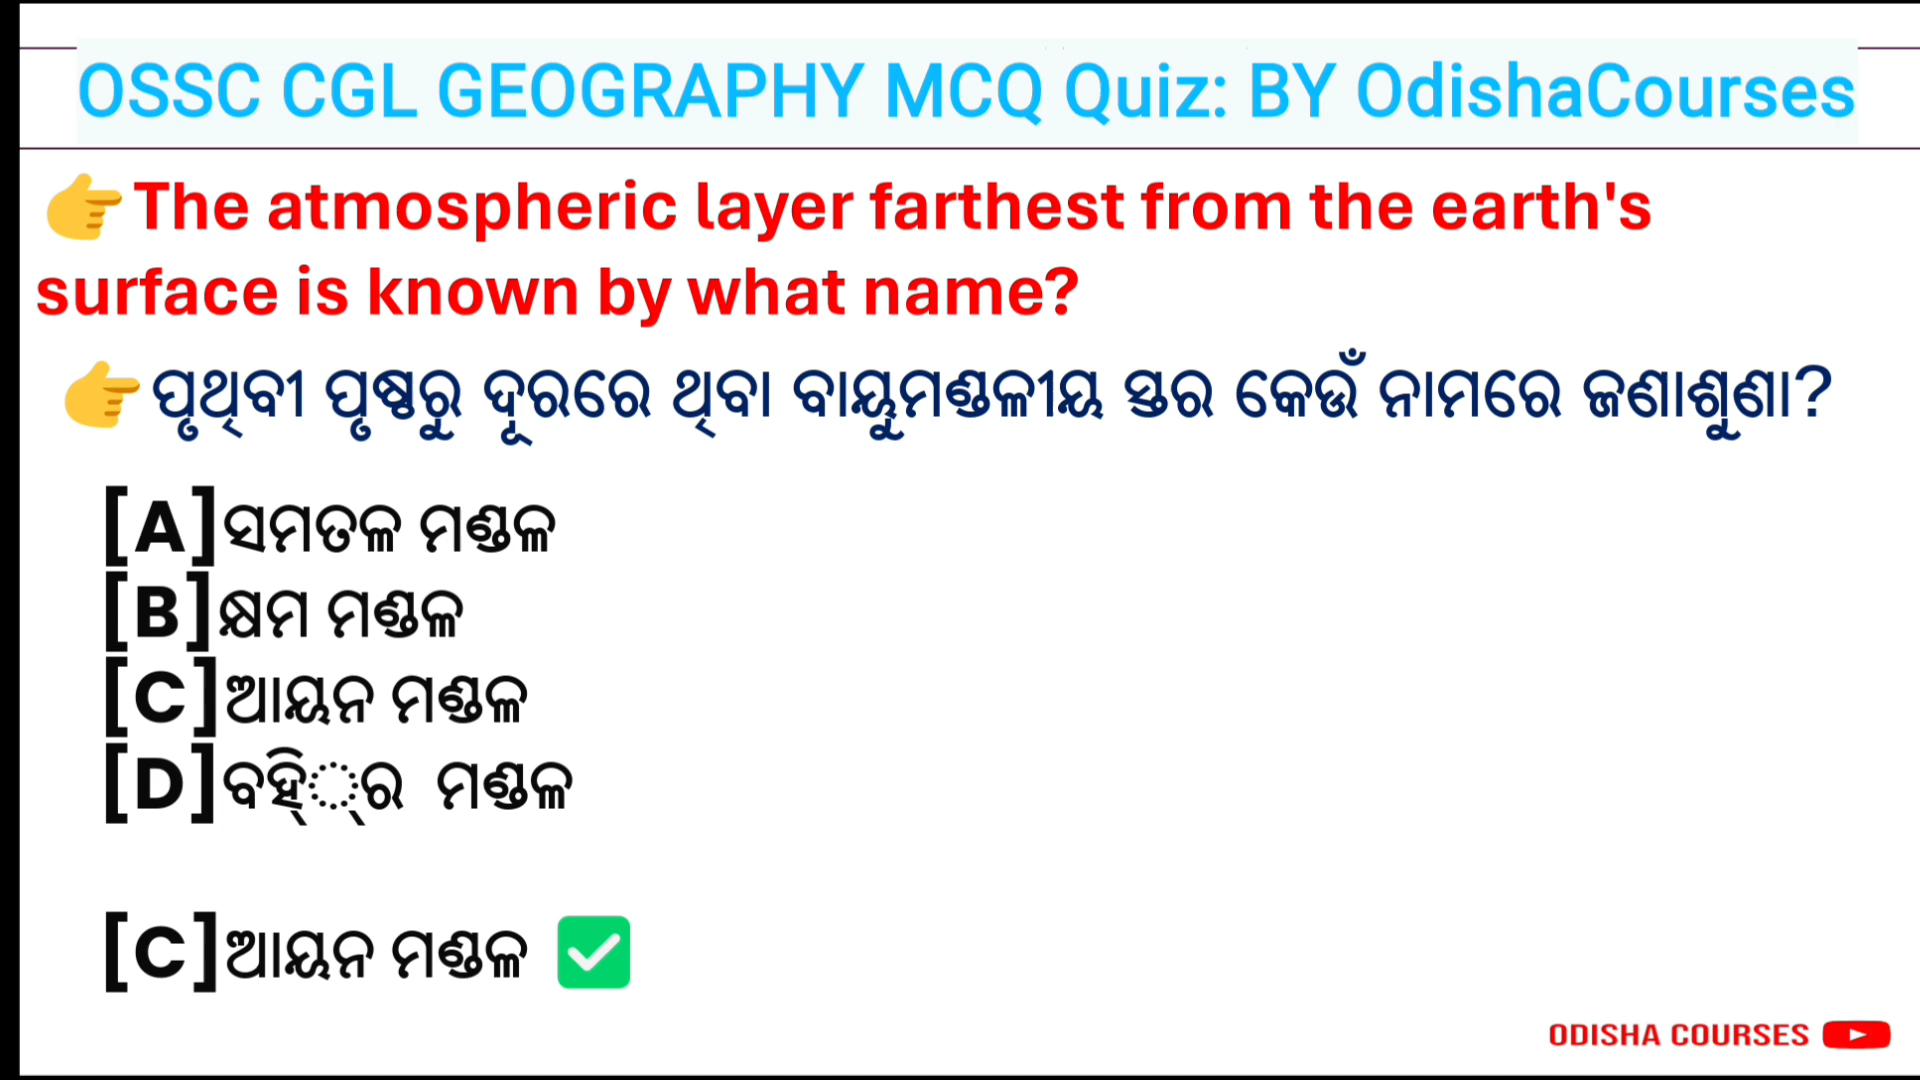 OSSC CGL GEOGRAPHY MCQ Quiz: BY OdishaCourses
👉The atmospheric layer farthest from the earth's
surface is known by what name?
👉ପୃଥିବୀ ପୃଷ୍ଠରୁ ଦୂରରେ ଥିବା ବାୟୁମଣ୍ଡଳୀୟ ସ୍ତର କେଉଁ ନାମରେ ଜଣାଶୁଣା?
[A]ସମତଳ ମଣ୍ଡଳ
[B]କ୍ଷମ ମଣ୍ଡଳ
[C]ଆୟନ ମଣ୍ଡଳ
[D]ବହି୍୍ର ମଣ୍ଡଳ
[C]ଆୟନ ମଣ୍ଡଳ ✅
ODISHA COURSES